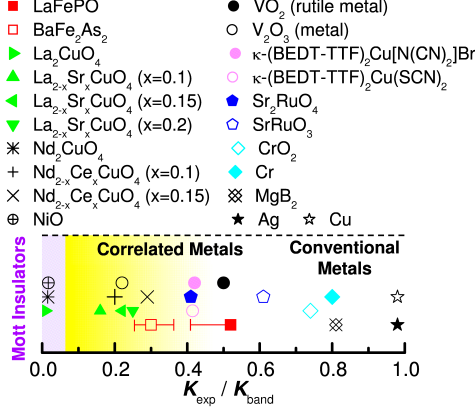 LaFePO
BaFe₂As₂
La₂CuO₄
La₂₋ₓSrₓCuO₄ (x=0.1)
La₂₋ₓSrₓCuO₄ (x=0.15)
La₂₋ₓSrₓCuO₄ (x=0.2)
Nd₂CuO₄
Nd₂₋ₓCeₓCuO₄ (x=0.1)
Nd₂₋ₓCeₓCuO₄ (x=0.15)
NiO
VO₂ (rutile metal)
V₂O₃ (metal)
κ-(BEDT-TTF)₂Cu[N(CN)₂]Br
κ-(BEDT-TTF)₂Cu(SCN)₂
Sr₂RuO₄
SrRuO₃
CrO₂
Cr
MgB₂
Ag Cu
Mott Insulators
Correlated Metals
Conventional
Metals
0.0 0.2 0.4 0.6 0.8 1.0
K_exp / K_band